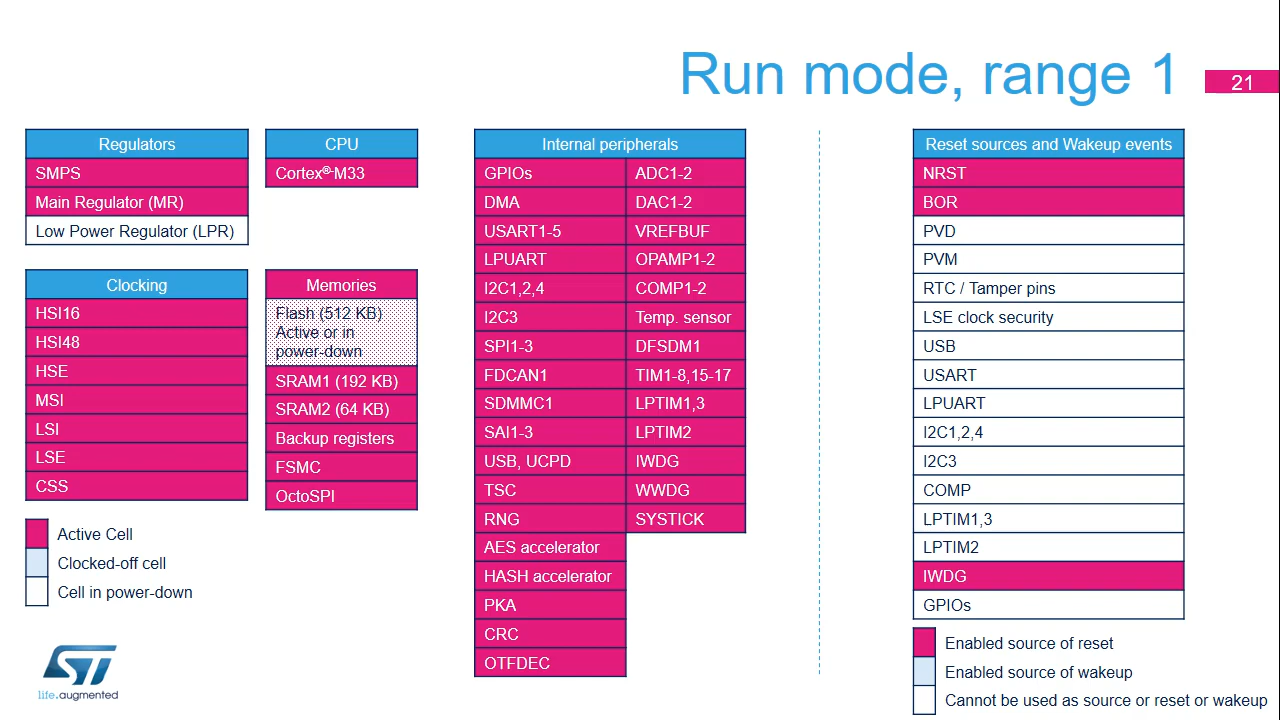 Run mode, range 1
21
Regulators
SMPS
Main Regulator (MR)
Low Power Regulator (LPR)
CPU
Cortex®-M33
Clocking
HSI16
HSI48
HSE
MSI
LSI
LSE
CSS
Memories
Flash (512 KB)
Active or in
power-down
SRAM1 (192 KB)
SRAM2 (64 KB)
Backup registers
FSMC
OctoSPI
Active Cell
Clocked-off cell
Cell in power-down
Internal peripherals
GPIOs
DMA
USART1-5
LPUART
I2C1,2,4
I2C3
SPI1-3
FDCAN1
SDMMC1
SAI1-3
USB, UCPD
TSC
RNG
AES accelerator
HASH accelerator
PKA
CRC
OTFDEC
ADC1-2
DAC1-2
VREFBUF
OPAMP1-2
COMP1-2
Temp. sensor
DFSDM1
TIM1-8,15-17
LPTIM1,3
LPTIM2
IWDG
WWDG
SYSTICK
Reset sources and Wakeup events
NRST
BOR
PVD
PVM
RTC / Tamper pins
LSE clock security
USB
USART
LPUART
I2C1,2,4
I2C3
COMP
LPTIM1,3
LPTIM2
IWDG
GPIOs
Enabled source of reset
Enabled source of wakeup
Cannot be used as source or reset or wakeup
ST
life.augmented